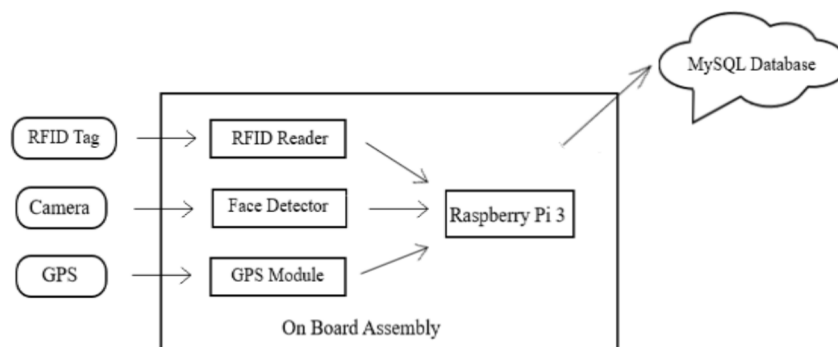 MySQL Database
RFID Tag
RFID Reader
Camera
Face Detector
Raspberry Pi 3
GPS
GPS Module
On Board Assembly